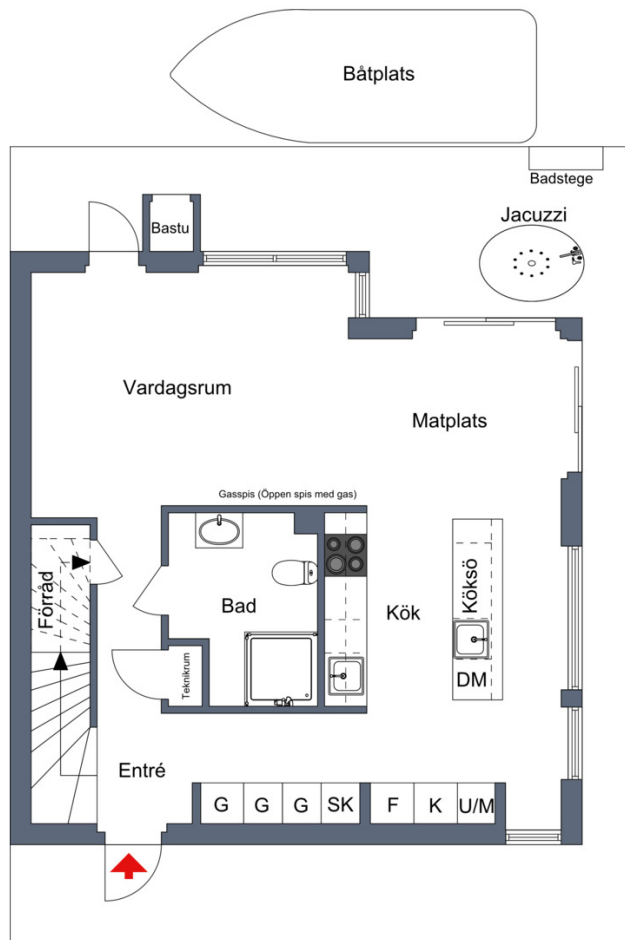 Båtplats
Badstege
Jacuzzi
Bastu
Vardagsrum
Matplats
Gasspis (Öppen spis med gas)
Förråd
Bad
Kök
Köksö
Teknikrum
DM
Entré
G
G
G
SK
F
K
U/M